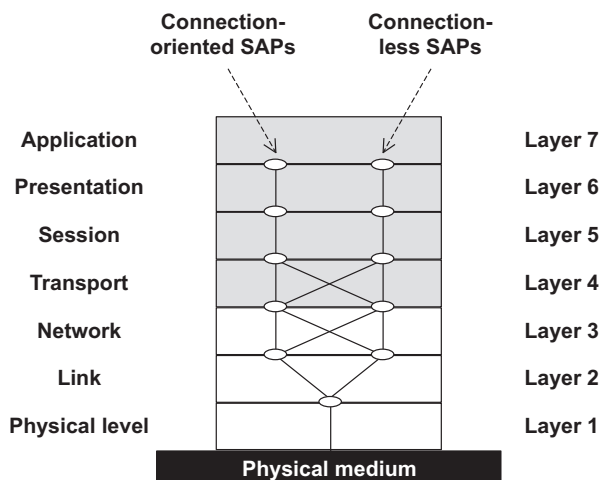 Connection-
oriented SAPs
Connection-
less SAPs
Application
Layer 7
Presentation
Layer 6
Session
Layer 5
Transport
Layer 4
Network
Layer 3
Link
Layer 2
Physical level
Layer 1
Physical medium